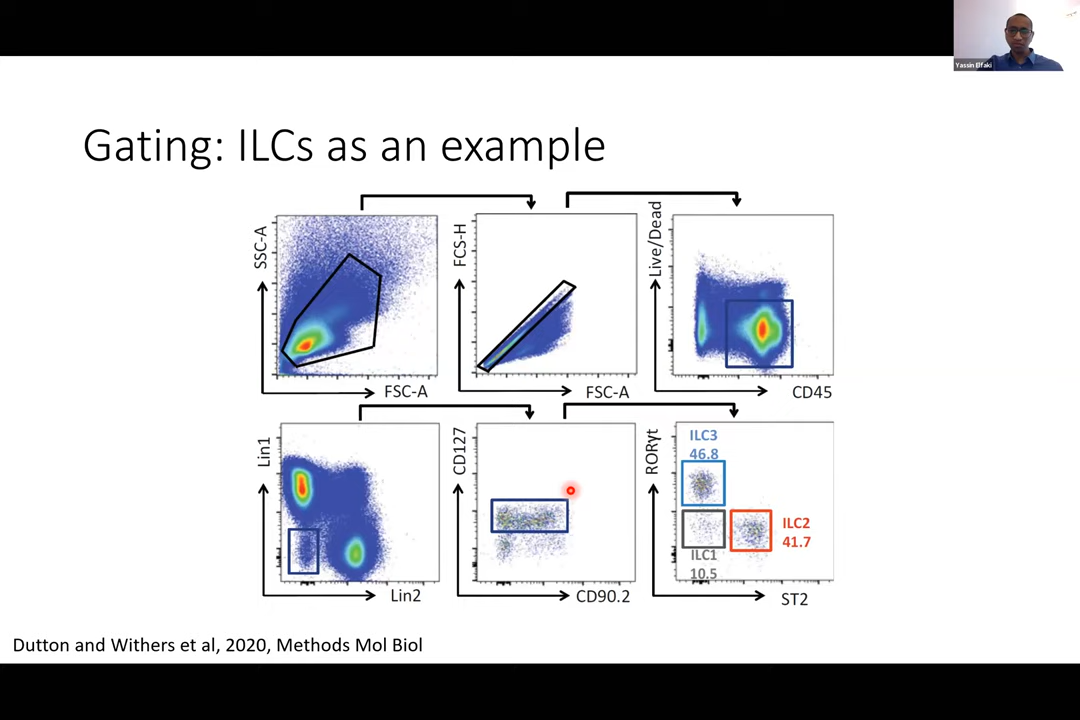 Yassin Elfaki
Gating: ILCs as an example
SSC-A
FSC-A
FCS-H
FSC-A
Live/Dead
CD45
Lin1
Lin2
CD127
CD90.2
RORγt
ILC3
46.8
ILC2
41.7
ILC1
10.5
ST2
Dutton and Withers et al, 2020, Methods Mol Biol